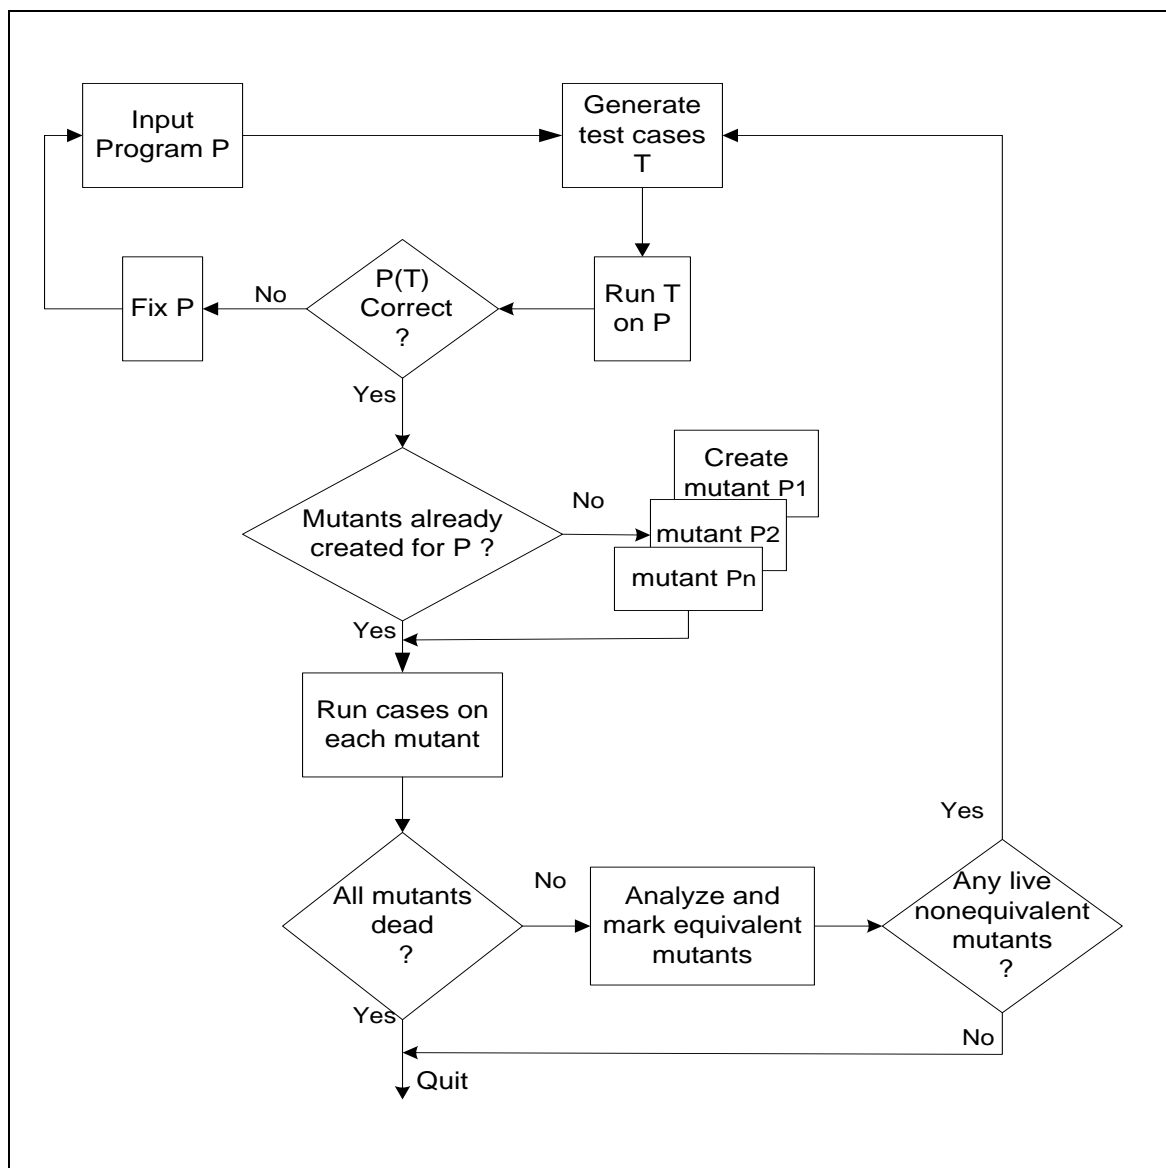 Input
Program P
Generate
test cases
T
Fix P
No
P(T)
Correct
?
Run T
on P
Yes
Mutants already
created for P ?
No
Create
mutant P1
mutant P2
mutant Pn
Yes
Run cases on
each mutant
All mutants
dead
?
No
Analyze and
mark equivalent
mutants
Yes
Any live
nonequivalent
mutants
?
Yes
No
Quit